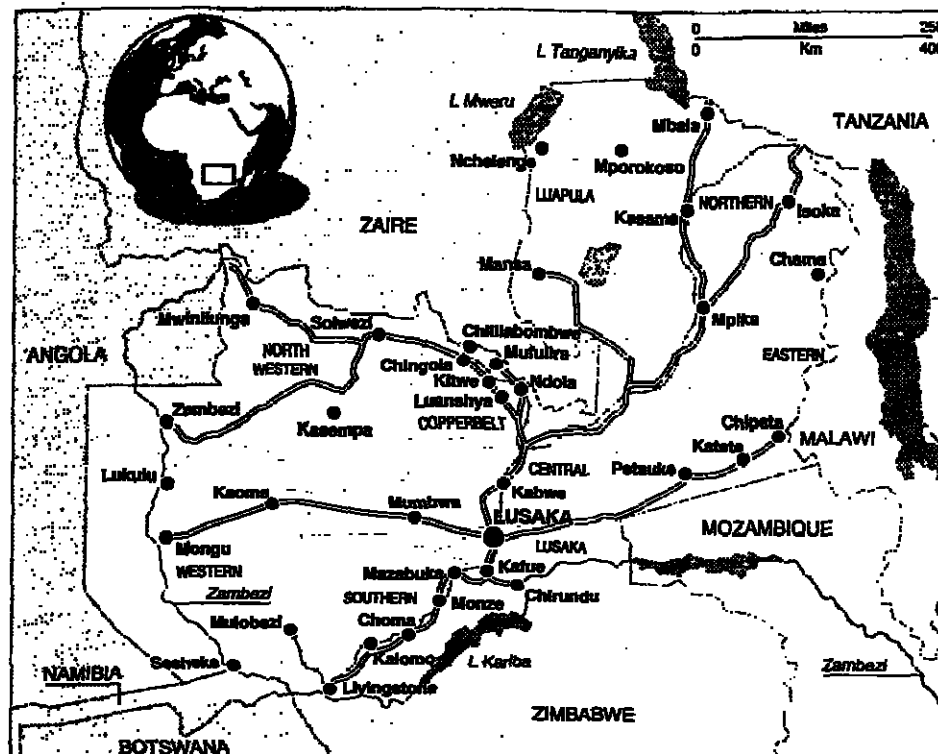 0 Miles 250
0 Km 400
L. Tanganyika
L. Mweru
Mbala
TANZANIA
Nchelenge
Mporokoso
LUAPULA
Kasama
NORTHERN
Isoka
ZAIRE
Mansa
Chama
Mwinilunga
Solwezi
Mpika
Chililabombwe
Mufulira
ANGOLA
NORTH
WESTERN
Chingola
Kitwe
Ndola
EASTERN
Luanshya
Zambezi
COPPERBELT
Kasempa
Chipata
MALAWI
Katete
Lukulu
CENTRAL
Petauke
Kaoma
Mumbwa
Kabwe
LUSAKA
MOZAMBIQUE
Mongu
LUSAKA
WESTERN
Mazabuka
Kafue
Zambezi
SOUTHERN
Monze
Chirundu
Mulobezi
Choma
Kalomo
L. Kariba
Sesheke
NAMIBIA
Zambezi
Livingstone
ZIMBABWE
BOTSWANA